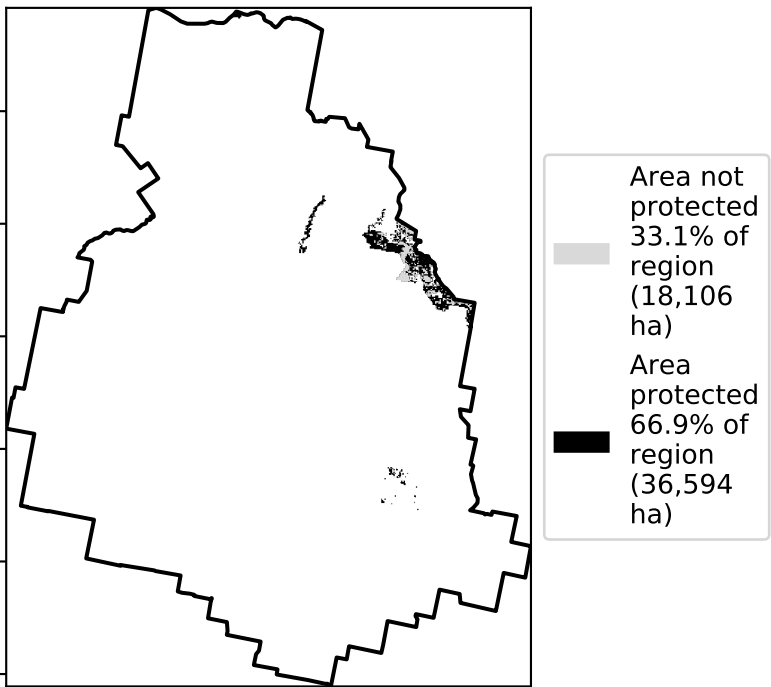 Area not
protected
33.1% of
region
(18,106
ha)
Area
protected
66.9% of
region
(36,594
ha)